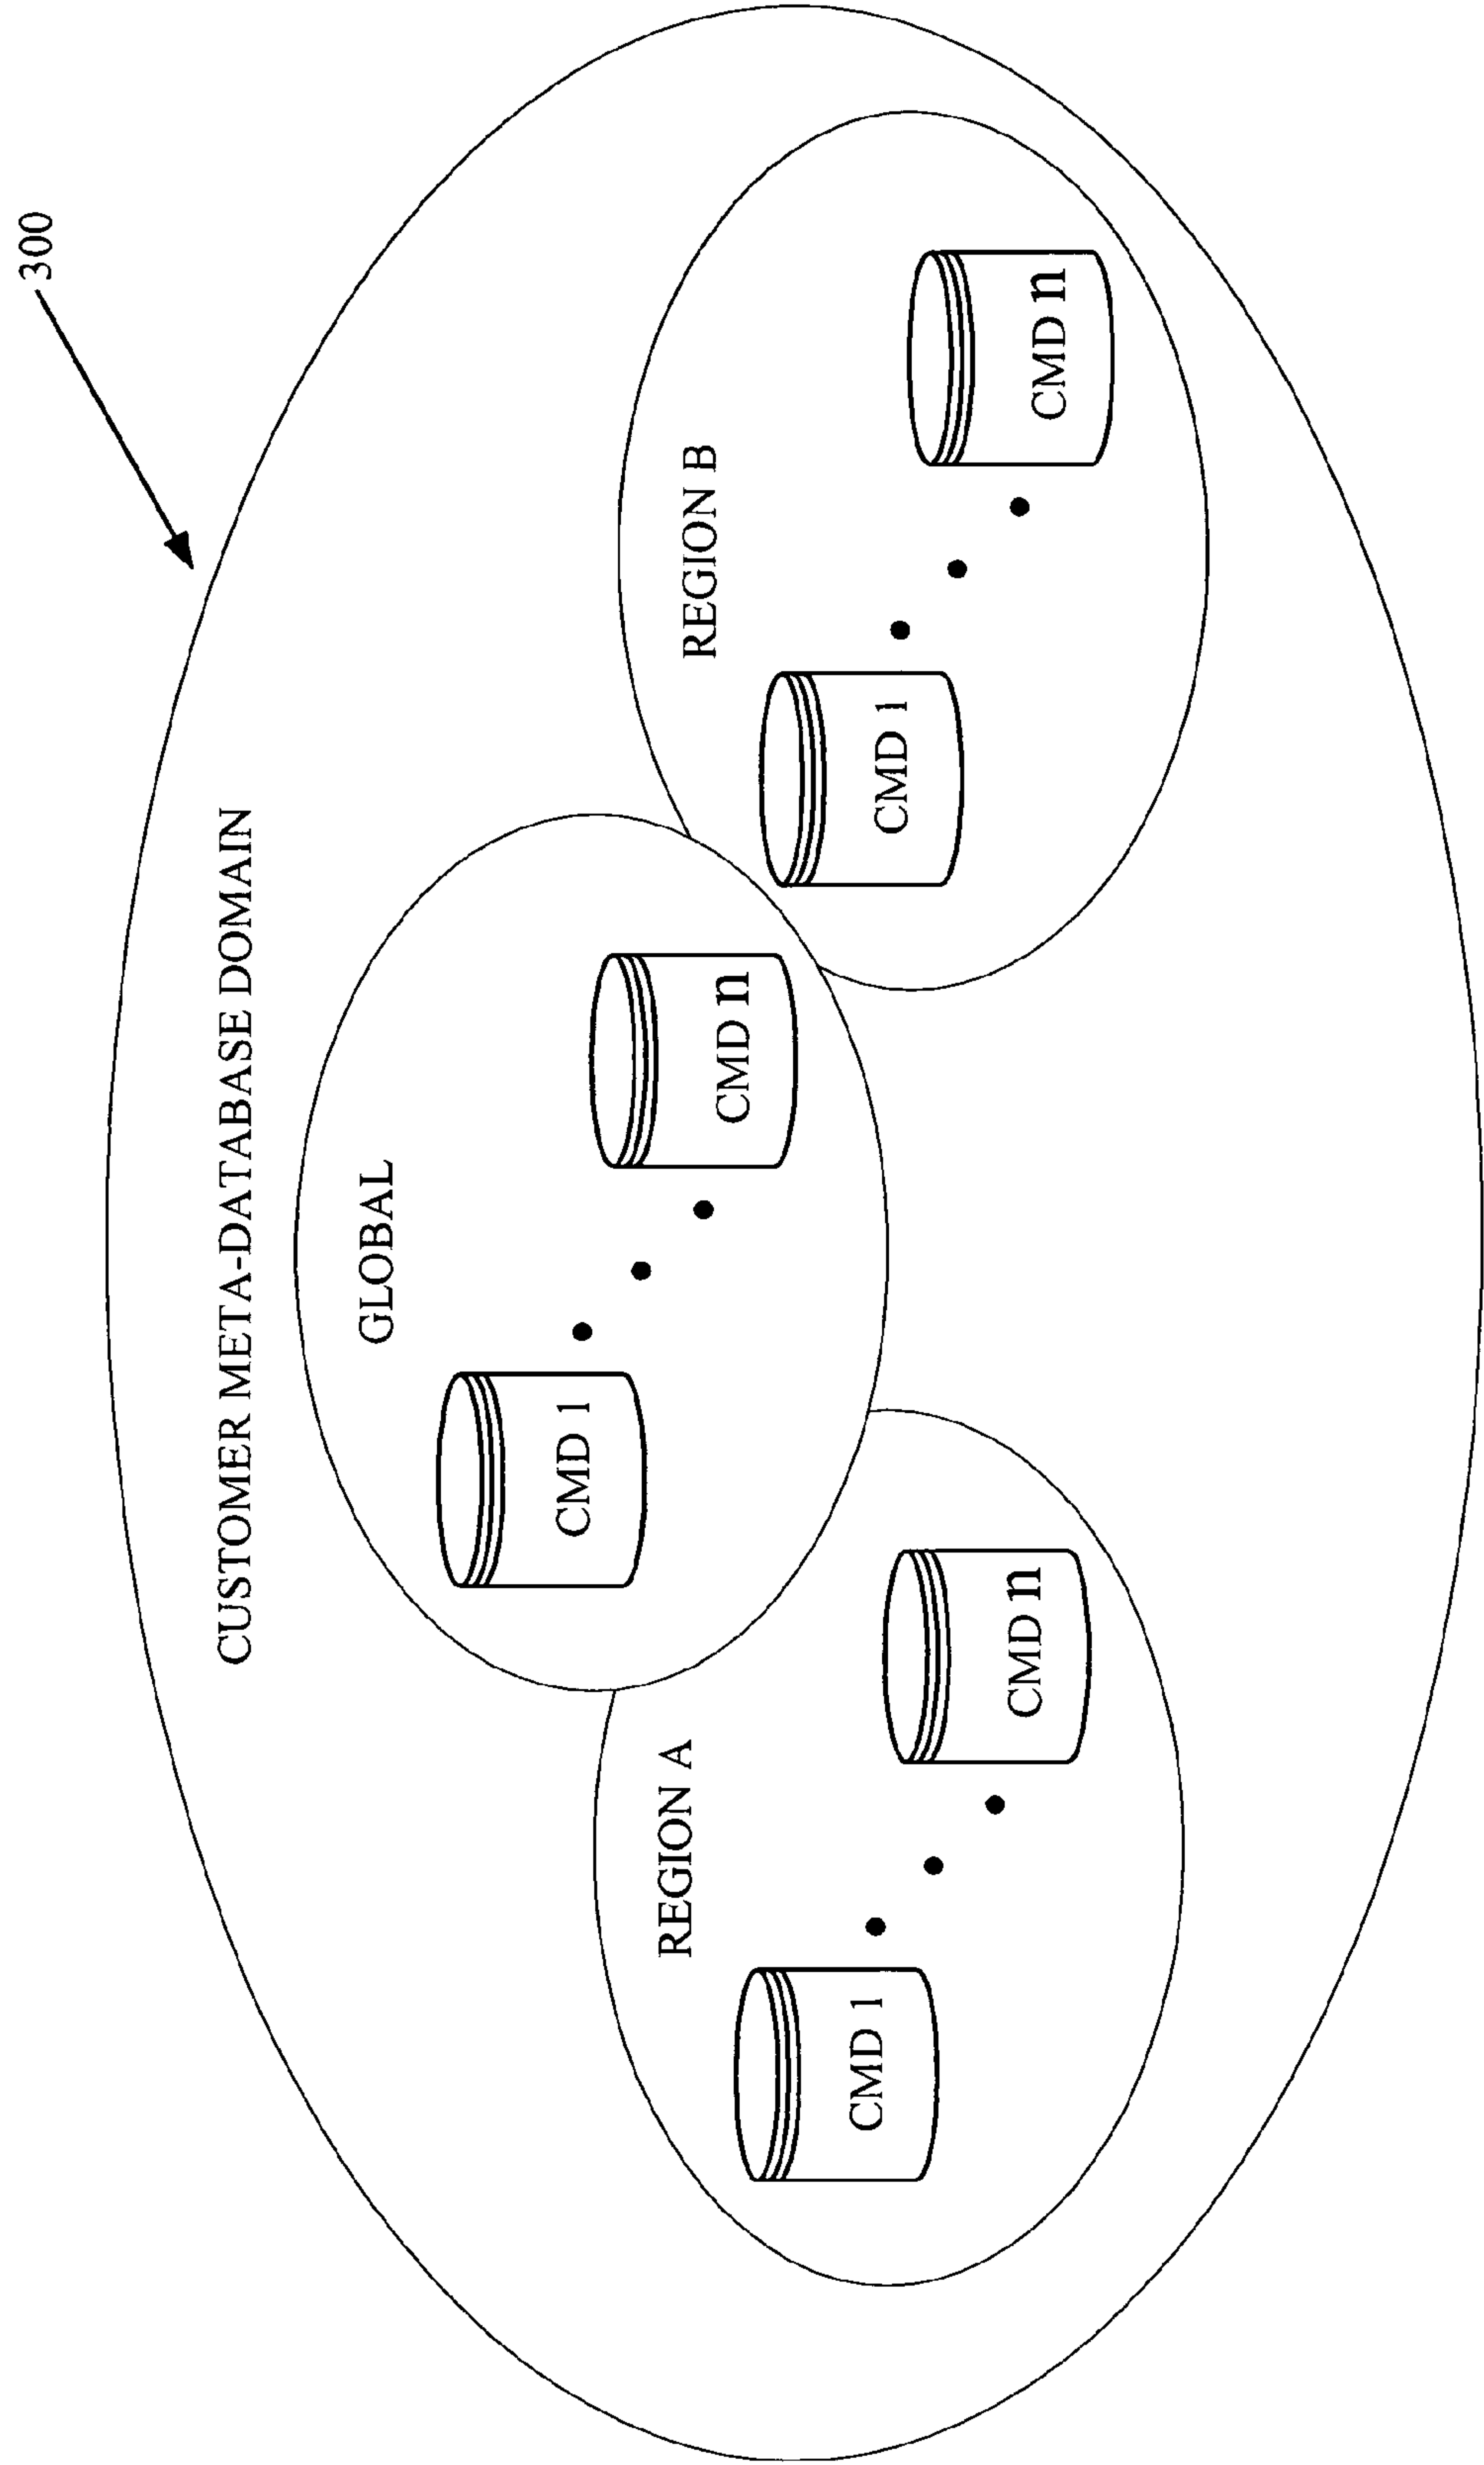 300
CUSTOMER META-DATABASE DOMAIN
GLOBAL
CMD 1
CMD n
REGION A
CMD 1
CMD n
REGION B
CMD 1
CMD n